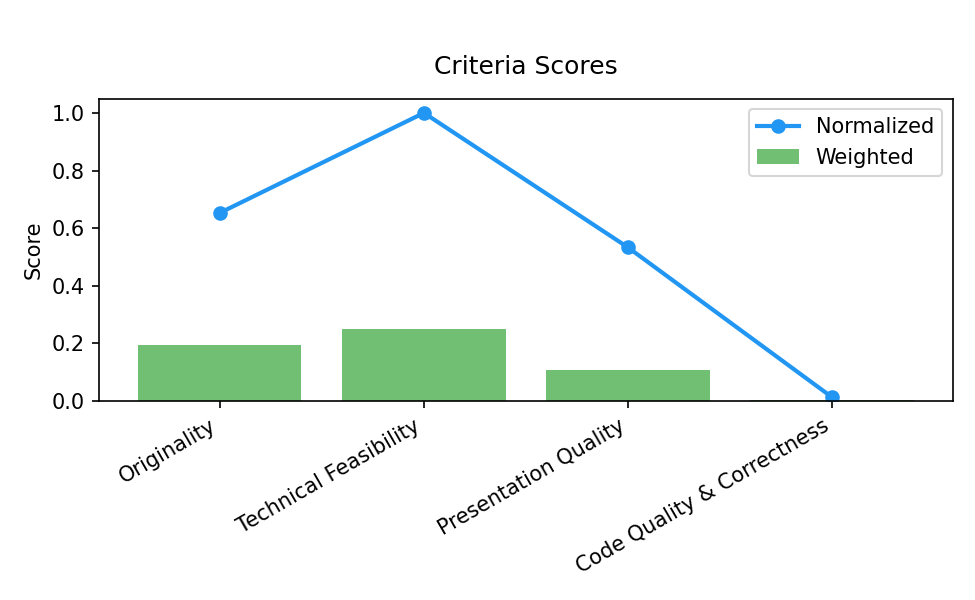 Criteria Scores
Score
1.0
0.8
0.6
0.4
0.2
0.0
Normalized
Weighted
Originality
Technical Feasibility
Presentation Quality
Code Quality & Correctness